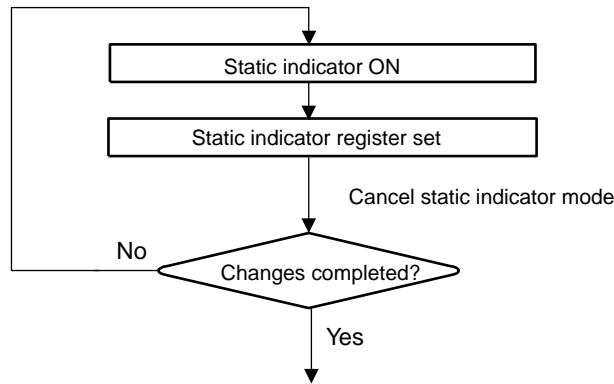 Static indicator ON
Static indicator register set
Cancel static indicator mode
No
Changes completed?
Yes